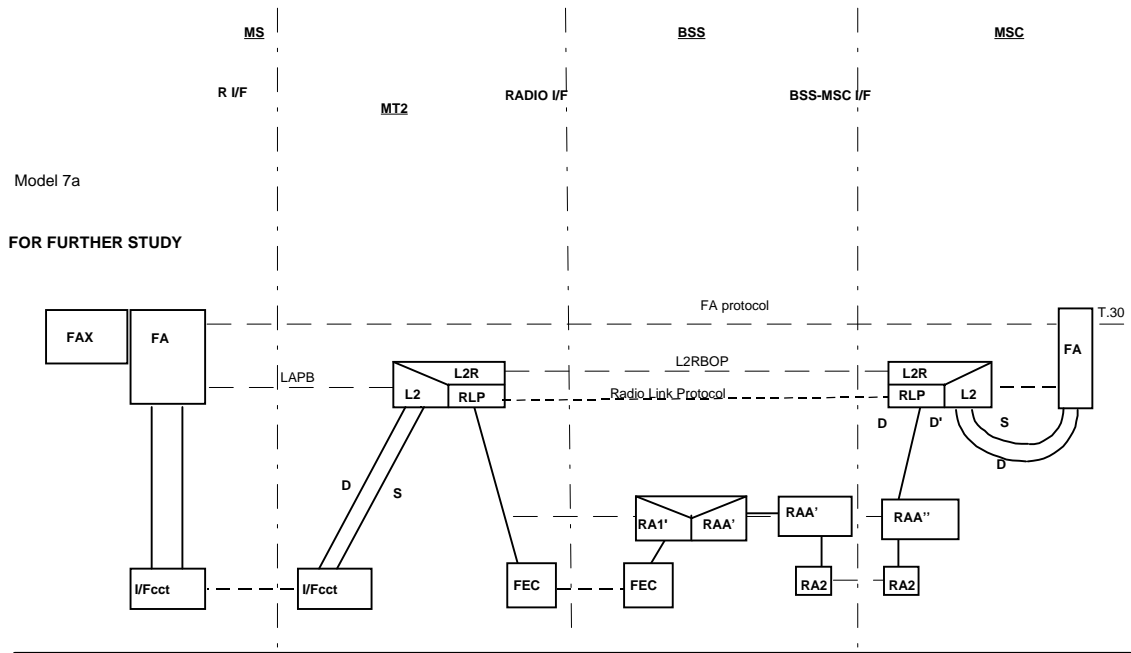 MS
BSS
MSC
R I/F
RADIO I/F
BSS-MSC I/F
MT2
Model 7a
FOR FURTHER STUDY
FA protocol
T.30
FAX
FA
FA
L2RBOP
L2R
L2R
LAPB
L2
RLP
Radio Link Protocol
RLP
L2
D
D'
S
D
D
S
RA1'
RAA'
RAA'
RAA''
I/Fcct
I/Fcct
FEC
FEC
RA2
RA2